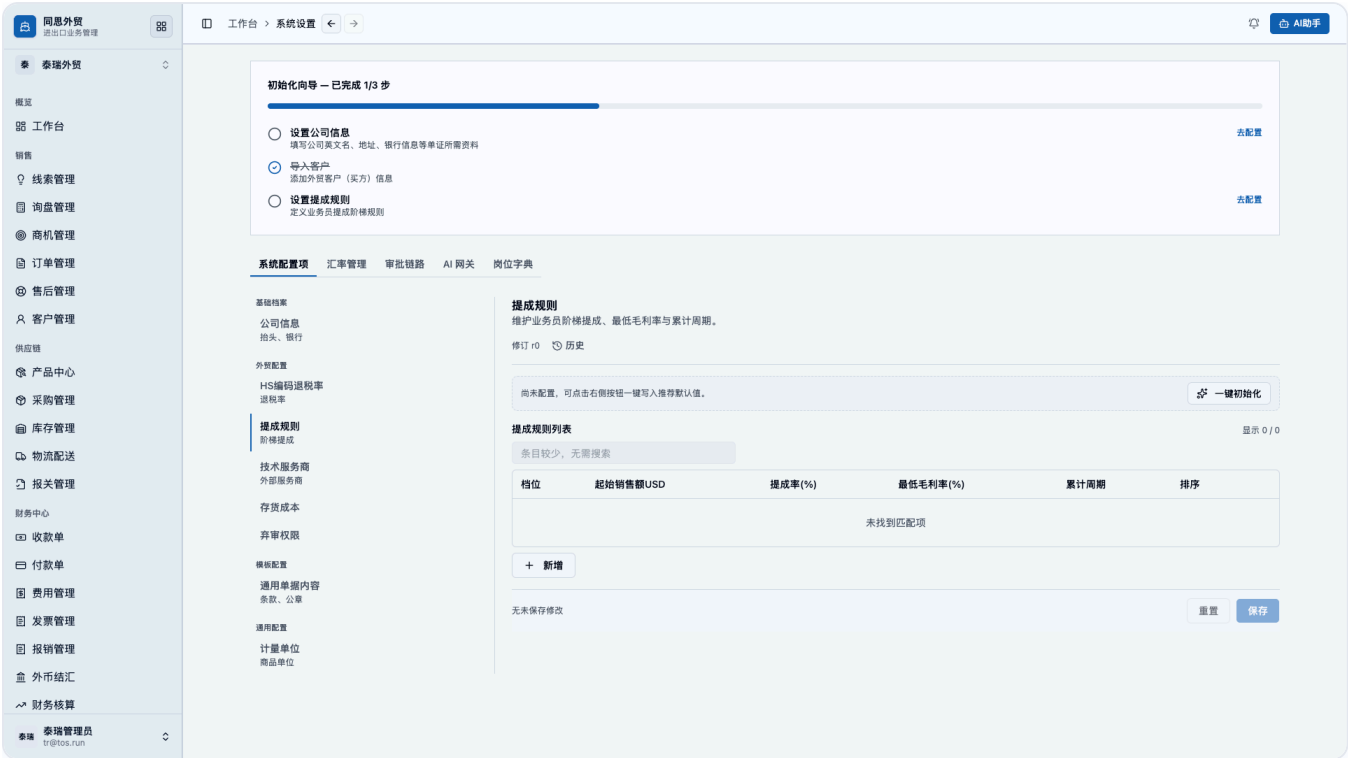 同思外贸
进出口业务管理
泰 泰瑞外贸
概览
工作台
销售
线索管理
询盘管理
商机管理
订单管理
售后管理
客户管理
供应链
产品中心
采购管理
库存管理
物流配送
报关管理
财务中心
收款单
付款单
费用管理
发票管理
报销管理
外币结汇
财务核算
泰瑞 泰瑞管理员
tr@tos.run
工作台 > 系统设置
AI助手
初始化向导 — 已完成 1/3 步
设置公司信息
填写公司英文名、地址、银行信息等单证所需资料
去配置
导入客户
添加外贸客户（买方）信息
设置提成规则
定义业务员提成阶梯规则
去配置
系统配置项 汇率管理 审批链路 AI 网关 岗位字典
基础档案
公司信息
抬头、银行
外贸配置
HS编码退税率
退税率
提成规则
阶梯提成
技术服务商
外部服务商
存货成本
弃审权限
模板配置
通用单据内容
条款、公章
通用配置
计量单位
商品单位
提成规则
维护业务员阶梯提成、最低毛利率与累计周期。
修订 r0 历史
尚未配置，可点击右侧按钮一键写入推荐默认值。
一键初始化
提成规则列表
显示 0 / 0
条目较少，无需搜索
档位 起始销售额USD 提成率(%) 最低毛利率(%) 累计周期 排序
未找到匹配项
新增
无未保存修改
重置 保存